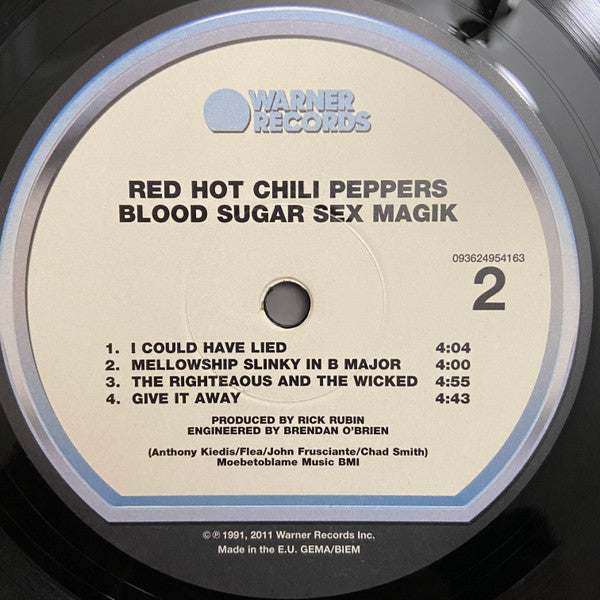 WARNER
RECORDS
RED HOT CHILI PEPPERS
BLOOD SUGAR SEX MAGIK
093624954163
2
1. I COULD HAVE LIED 4:04
2. MELLOWSHIP SLINKY IN B MAJOR 4:00
3. THE RIGHTEAOUS AND THE WICKED 4:55
4. GIVE IT AWAY 4:43
PRODUCED BY RICK RUBIN
ENGINEERED BY BRENDAN O'BRIEN
(Anthony Kiedis/Flea/John Frusciante/Chad Smith)
Moebetoblame Music BMI
© ℗ 1991, 2011 Warner Records Inc.
Made in the E.U. GEMA/BIEM